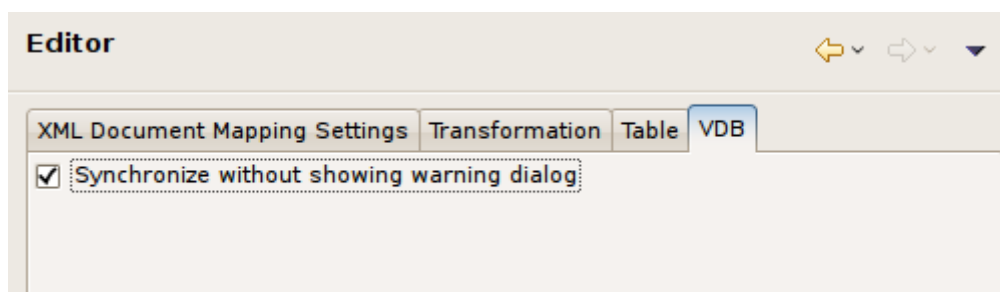 Editor
XML Document Mapping Settings Transformation Table VDB
Synchronize without showing warning dialog